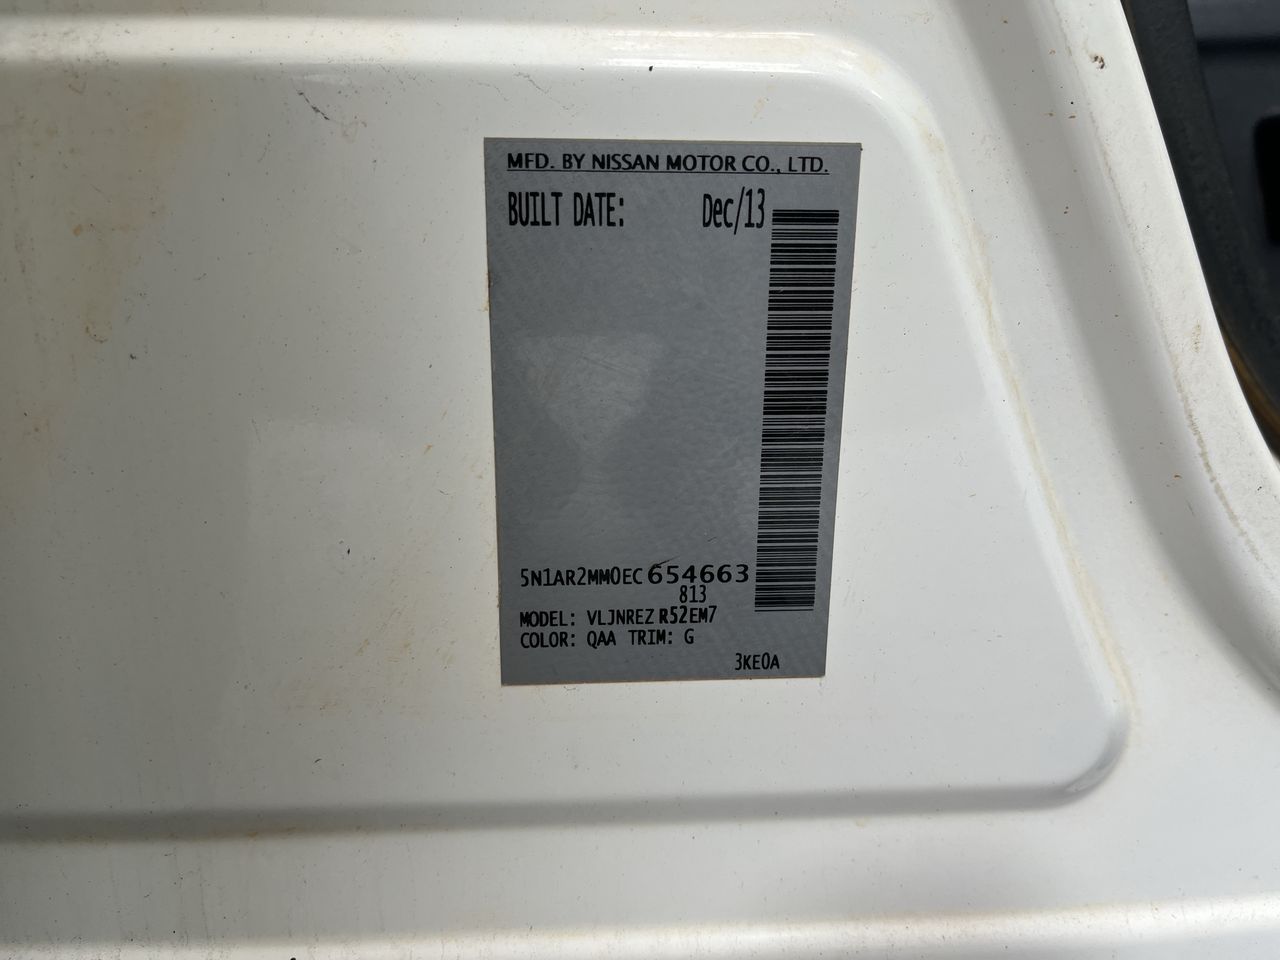 MFD. BY NISSAN MOTOR CO., LTD.
BUILT DATE: Dec/13
5N1AR2MM0EC654663
813
MODEL: VLJNREZ R52EM7
COLOR: QAA TRIM: G
3KE0A